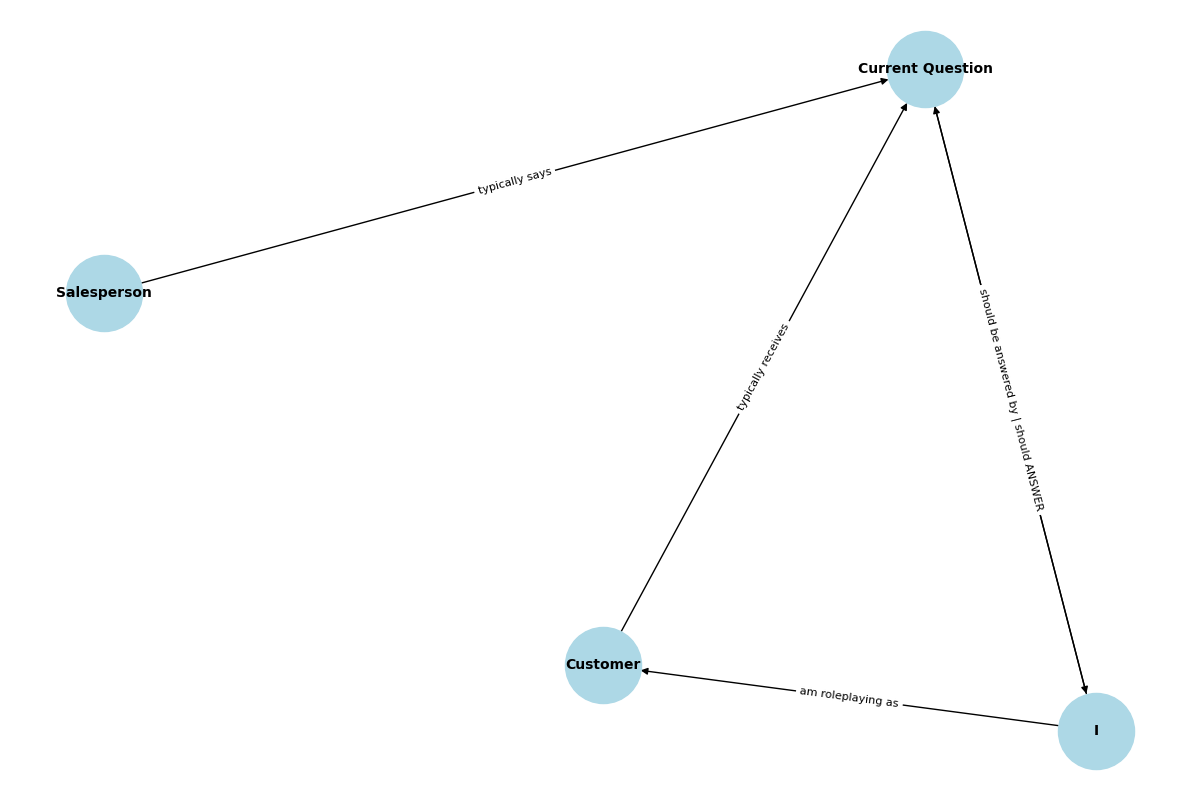 Current Question
typically says
Salesperson
typically receives
should be answered by | should ANSWER
Customer
am roleplaying as
I